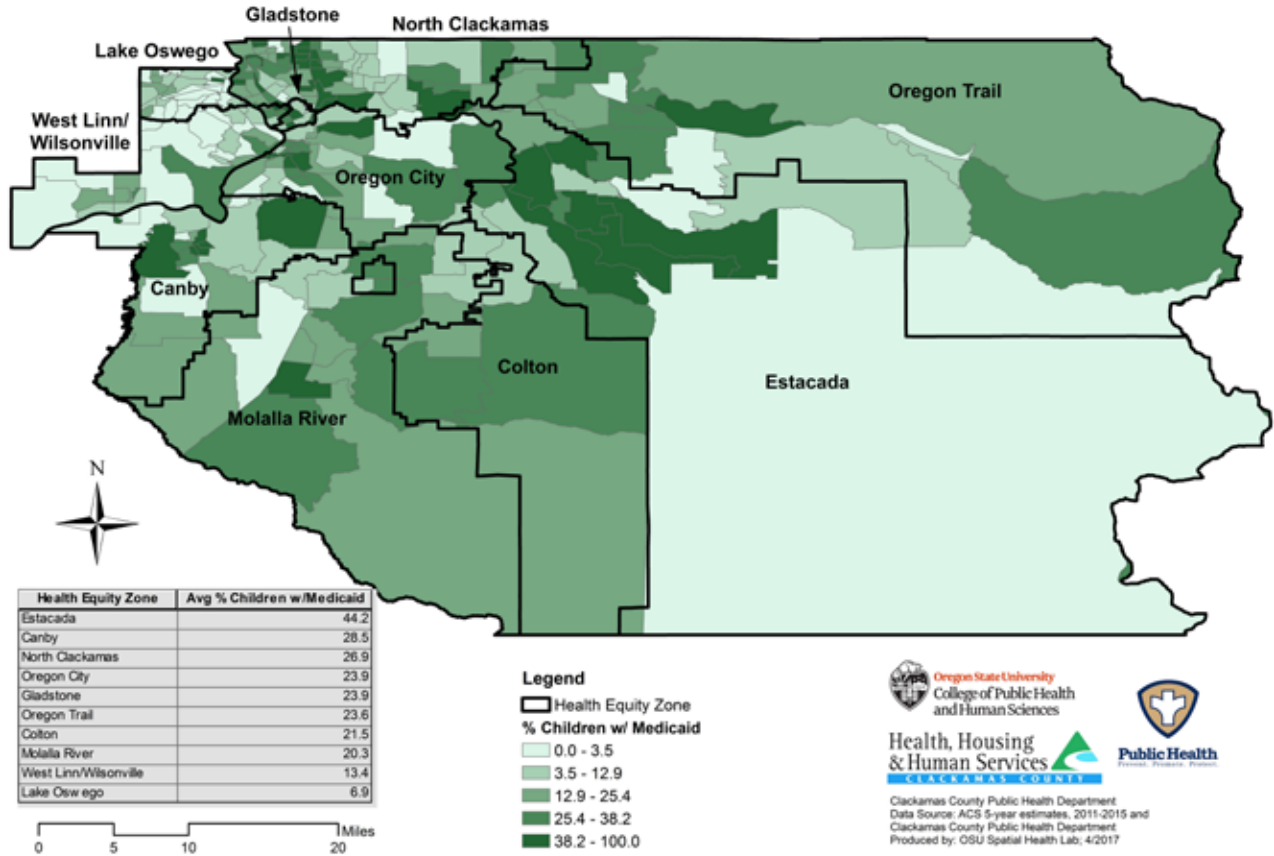 Gladstone
North Clackamas
Lake Oswego
Oregon Trail
West Linn/
Wilsonville
Oregon City
Canby
Colton
Estacada
Molalla River
N
Health Equity Zone Avg % Children w/Medicaid
Estacada 44.2
Canby 28.5
North Clackamas 26.9
Oregon City 23.9
Gladstone 23.9
Oregon Trail 23.6
Colton 21.5
Molalla River 20.3
West Linn/Wilsonville 13.4
Lake Oswego 6.9
Miles
0 5 10 20
Legend
Health Equity Zone
% Children w/ Medicaid
0.0 - 3.5
3.5 - 12.9
12.9 - 25.4
25.4 - 38.2
38.2 - 100.0
Oregon State University
College of Public Health
and Human Sciences
Health, Housing
& Human Services
CLACKAMAS COUNTY
Public Health
Prevent. Promote. Protect.
Clackamas County Public Health Department
Data Source: ACS 5-year estimates, 2011-2015 and
Clackamas County Public Health Department
Produced by: OSU Spatial Health Lab; 4/2017